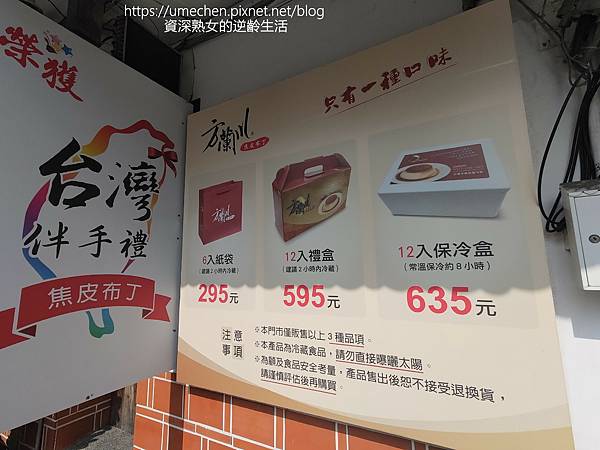 https://umechen.pixnet.net/blog
資深熟女的逆齡生活
榮獲
台灣
伴手禮
焦皮布丁
方蘭川
焦皮布丁
只有一種口味
6入紙袋
(建議2小時內冷藏)
295元
12入禮盒
(建議2小時內冷藏)
595元
12入保冷盒
(常溫保冷約8小時)
635元
注意
事項
※本門市僅販售以上3種品項。
※本產品為冷藏食品，請勿直接曝曬太陽。
※為顧及食品安全考量，產品售出後恕不接受退換貨，
請謹慎評估後再購買。